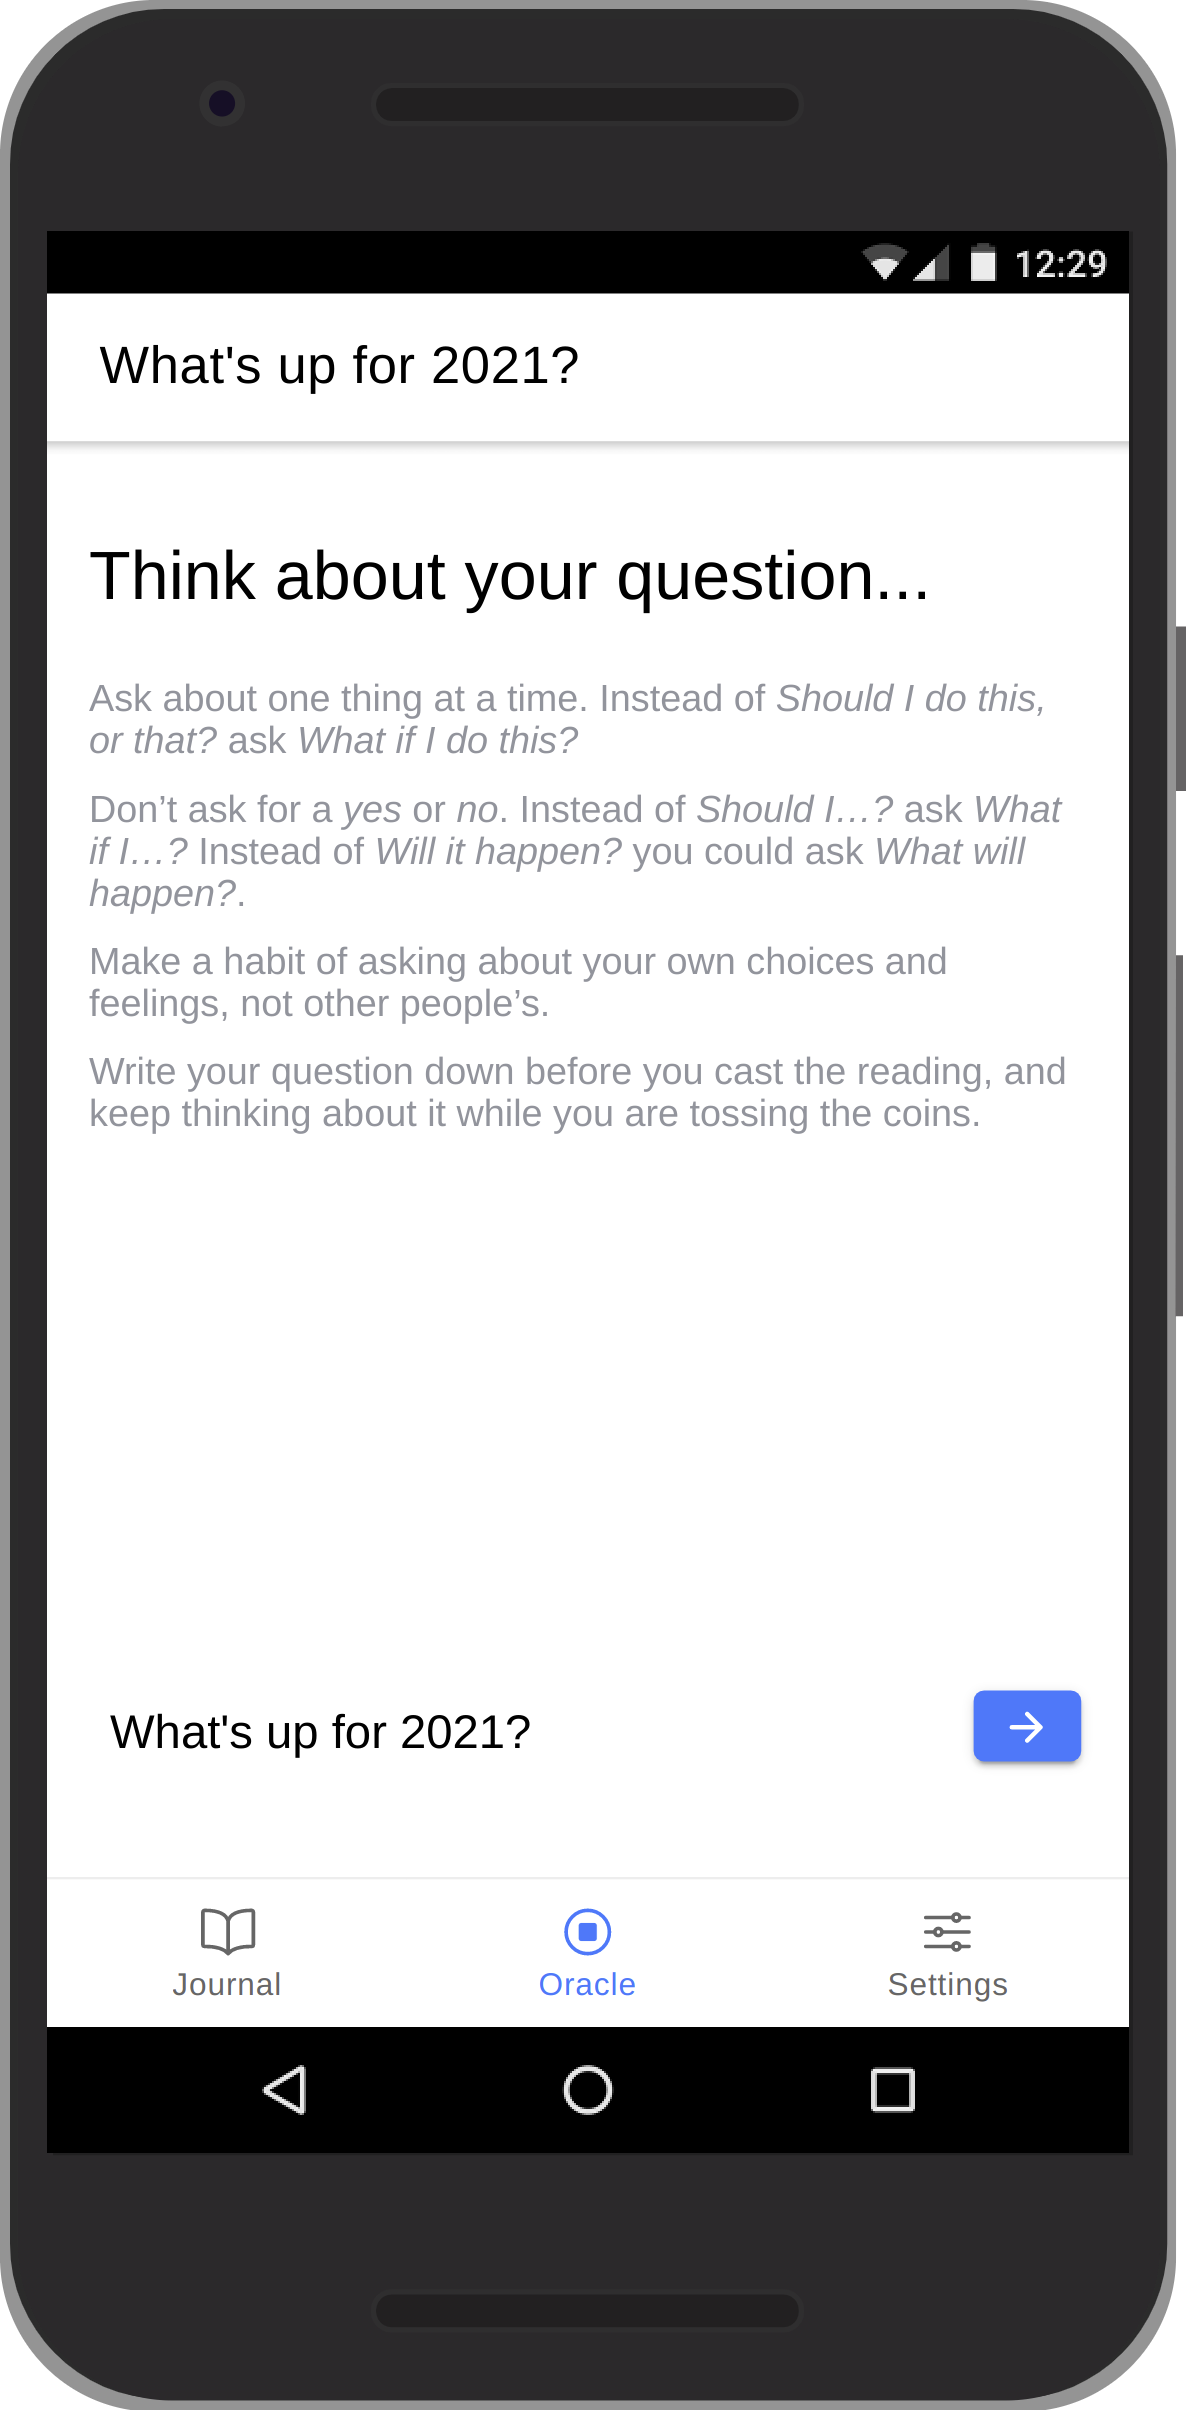 12:29
What's up for 2021?
Think about your question...
Ask about one thing at a time. Instead of Should I do this,
or that? ask What if I do this?
Don’t ask for a yes or no. Instead of Should I…? ask What
if I…? Instead of Will it happen? you could ask What will
happen?.
Make a habit of asking about your own choices and
feelings, not other people’s.
Write your question down before you cast the reading, and
keep thinking about it while you are tossing the coins.
What's up for 2021?
Journal Oracle Settings